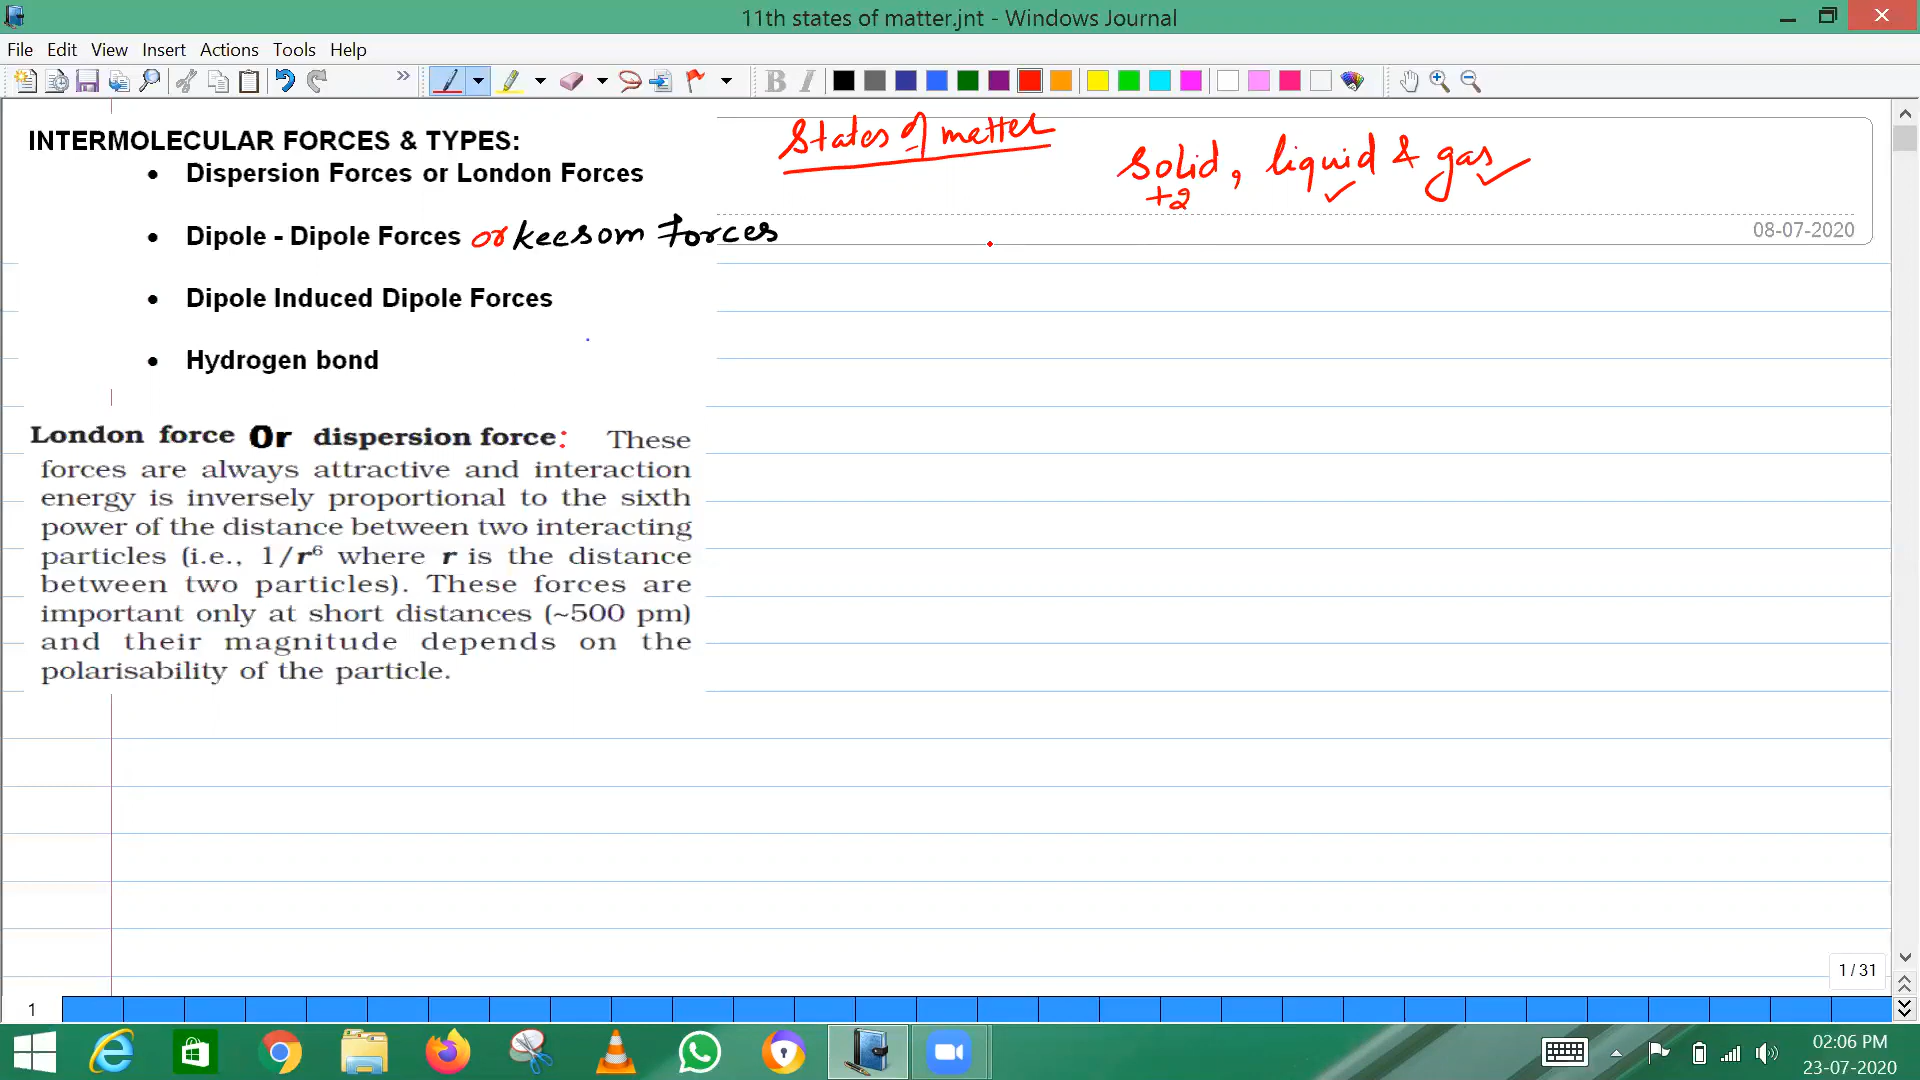 11th states of matter.jnt - Windows Journal
File Edit View Insert Actions Tools Help
INTERMOLECULAR FORCES & TYPES:
• Dispersion Forces or London Forces
• Dipole - Dipole Forces or keesom forces
• Dipole Induced Dipole Forces
• Hydrogen bond
States of matter
Solid, liquid & gas
+2
08-07-2020
London force Or dispersion force: These
forces are always attractive and interaction
energy is inversely proportional to the sixth
power of the distance between two interacting
particles (i.e., 1/r⁶ where r is the distance
between two particles). These forces are
important only at short distances (~500 pm)
and their magnitude depends on the
polarisability of the particle.
1 / 31
1
02:06 PM
23-07-2020